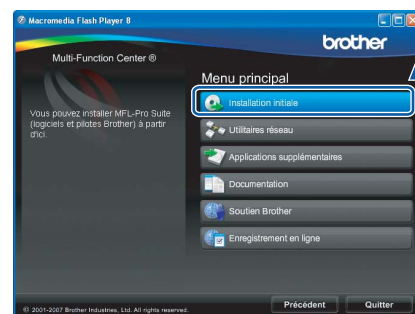 Macromedia Flash Player 8
brother
Multi-Function Center ®
Menu principal
Vous pouvez installer MFL-Pro Suite
(logiciels et pilotes Brother) à partir
d'ici.
Installation initiale
Utilitaires réseau
Applications supplémentaires
Documentation
Soutien Brother
Enregistrement en ligne
© 2001-2007 Brother Industries, Ltd. All rights reserved.
Précédent
Quitter